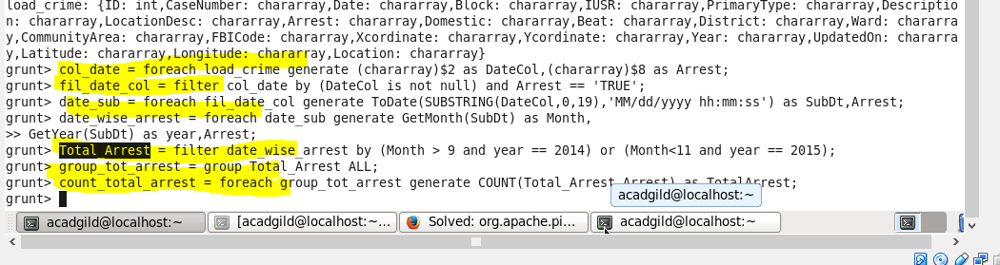 load_crime: {ID: int,CaseNumber: chararray,Date: chararray,Block: chararray,IUSR: chararray,PrimaryType: chararray,Descriptio
n: chararray,LocationDesc: chararray,Arrest: chararray,Domestic: chararray,Beat: chararray,District: chararray,Ward: chararra
y,CommunityArea: chararray,FBICode: chararray,Xcordinate: chararray,Ycordinate: chararray,Year: chararray,UpdatedOn: chararra
y,Latitude: chararray,Longitude: chararray,Location: chararray}
grunt> col_date = foreach load_crime generate (chararray)$2 as DateCol,(chararray)$8 as Arrest;
grunt> fil_date_col = filter col_date by (DateCol is not null) and Arrest == 'TRUE';
grunt> date_sub = foreach fil_date_col generate ToDate(SUBSTRING(DateCol,0,19),'MM/dd/yyyy hh:mm:ss') as SubDt,Arrest;
grunt> date_wise_arrest = foreach date_sub generate GetMonth(SubDt) as Month,
>> GetYear(SubDt) as year,Arrest;
grunt> Total_Arrest = filter date_wise_arrest by (Month > 9 and year == 2014) or (Month<11 and year == 2015);
grunt> group_tot_arrest = group Total_Arrest ALL;
grunt> count_total_arrest = foreach group_tot_arrest generate COUNT(Total_Arrest.Arrest) as TotalArrest;
grunt>
acadgild@localhost:~
acadgild@localhost:~
[acadgild@localhost:~...
Solved: org.apache.pi...
acadgild@localhost:~